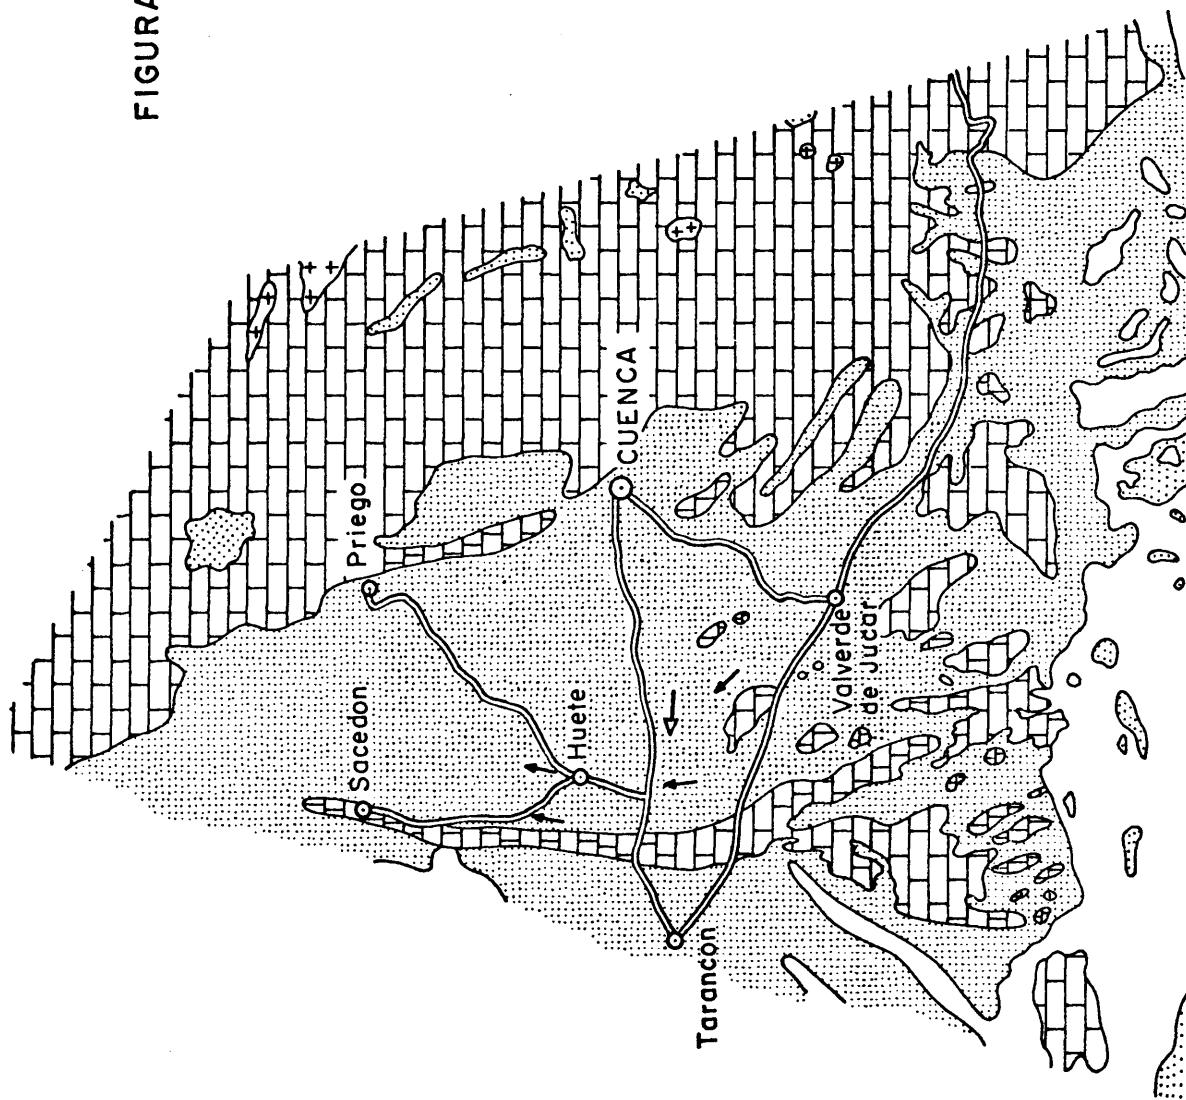 FIGURA
Priego
Sacedon
CUENCA
Huete
Valverde
de Jucar
Tarancon